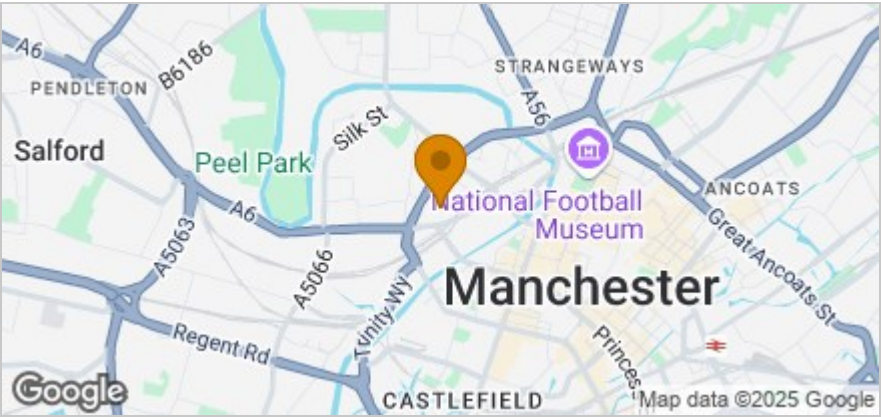 A6
PENDLETON
B6186
STRANGEWAYS
A56
Silk St
Salford
Peel Park
A6
A5063
National Football
Museum
ANCOATS
Great Ancoats St
A5066
Manchester
Trinity Wy
Regent Rd
Princes
CASTLEFIELD
Google
Map data ©2025 Google